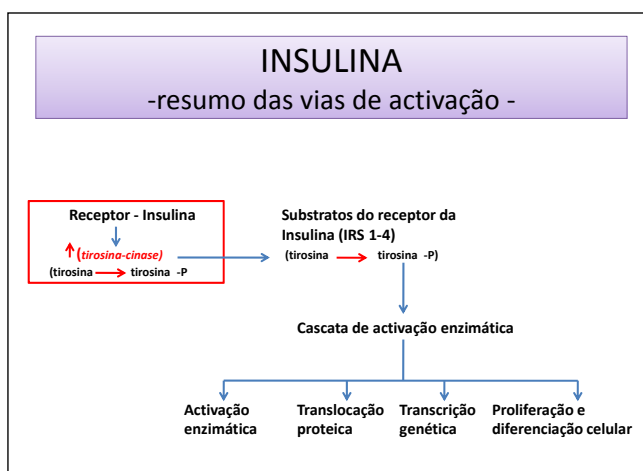 INSULINA
-resumo das vias de activação -
Receptor - Insulina
(tirosina-cinase)
(tirosina tirosina -P
Substratos do receptor da
Insulina (IRS 1-4)
(tirosina tirosina -P)
Cascata de activação enzimática
Activação
enzimática
Translocação
proteica
Transcrição
genética
Proliferação e
diferenciação celular